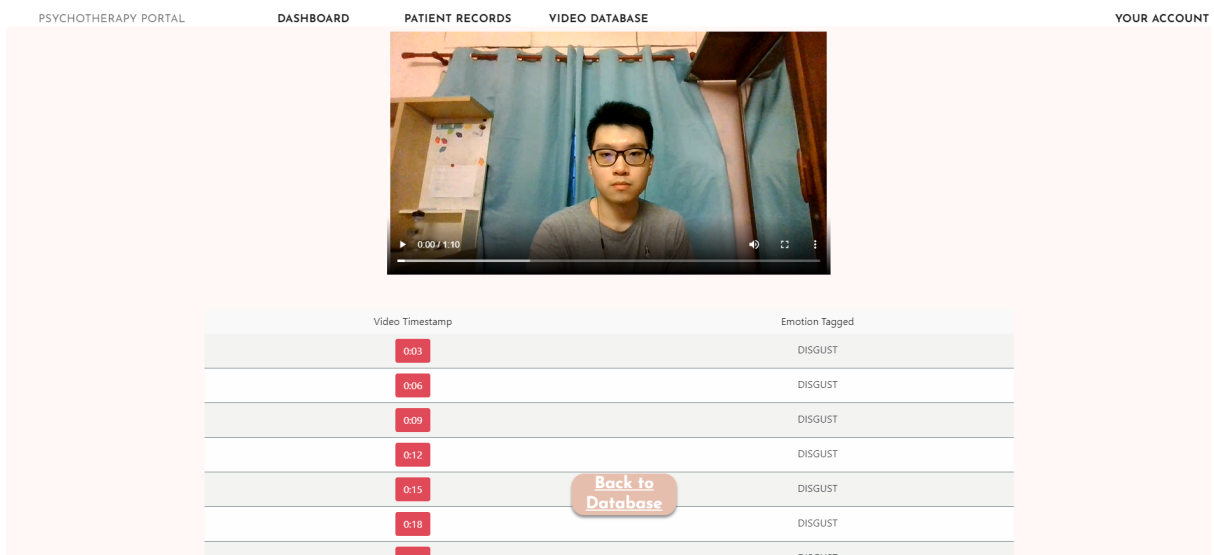 PSYCHOTHERAPY PORTAL DASHBOARD PATIENT RECORDS VIDEO DATABASE YOUR ACCOUNT
0:00 / 1:10
Video Timestamp Emotion Tagged
0:03 DISGUST
0:06 DISGUST
0:09 DISGUST
0:12 DISGUST
0:15 DISGUST
Back to
Database
0:18 DISGUST